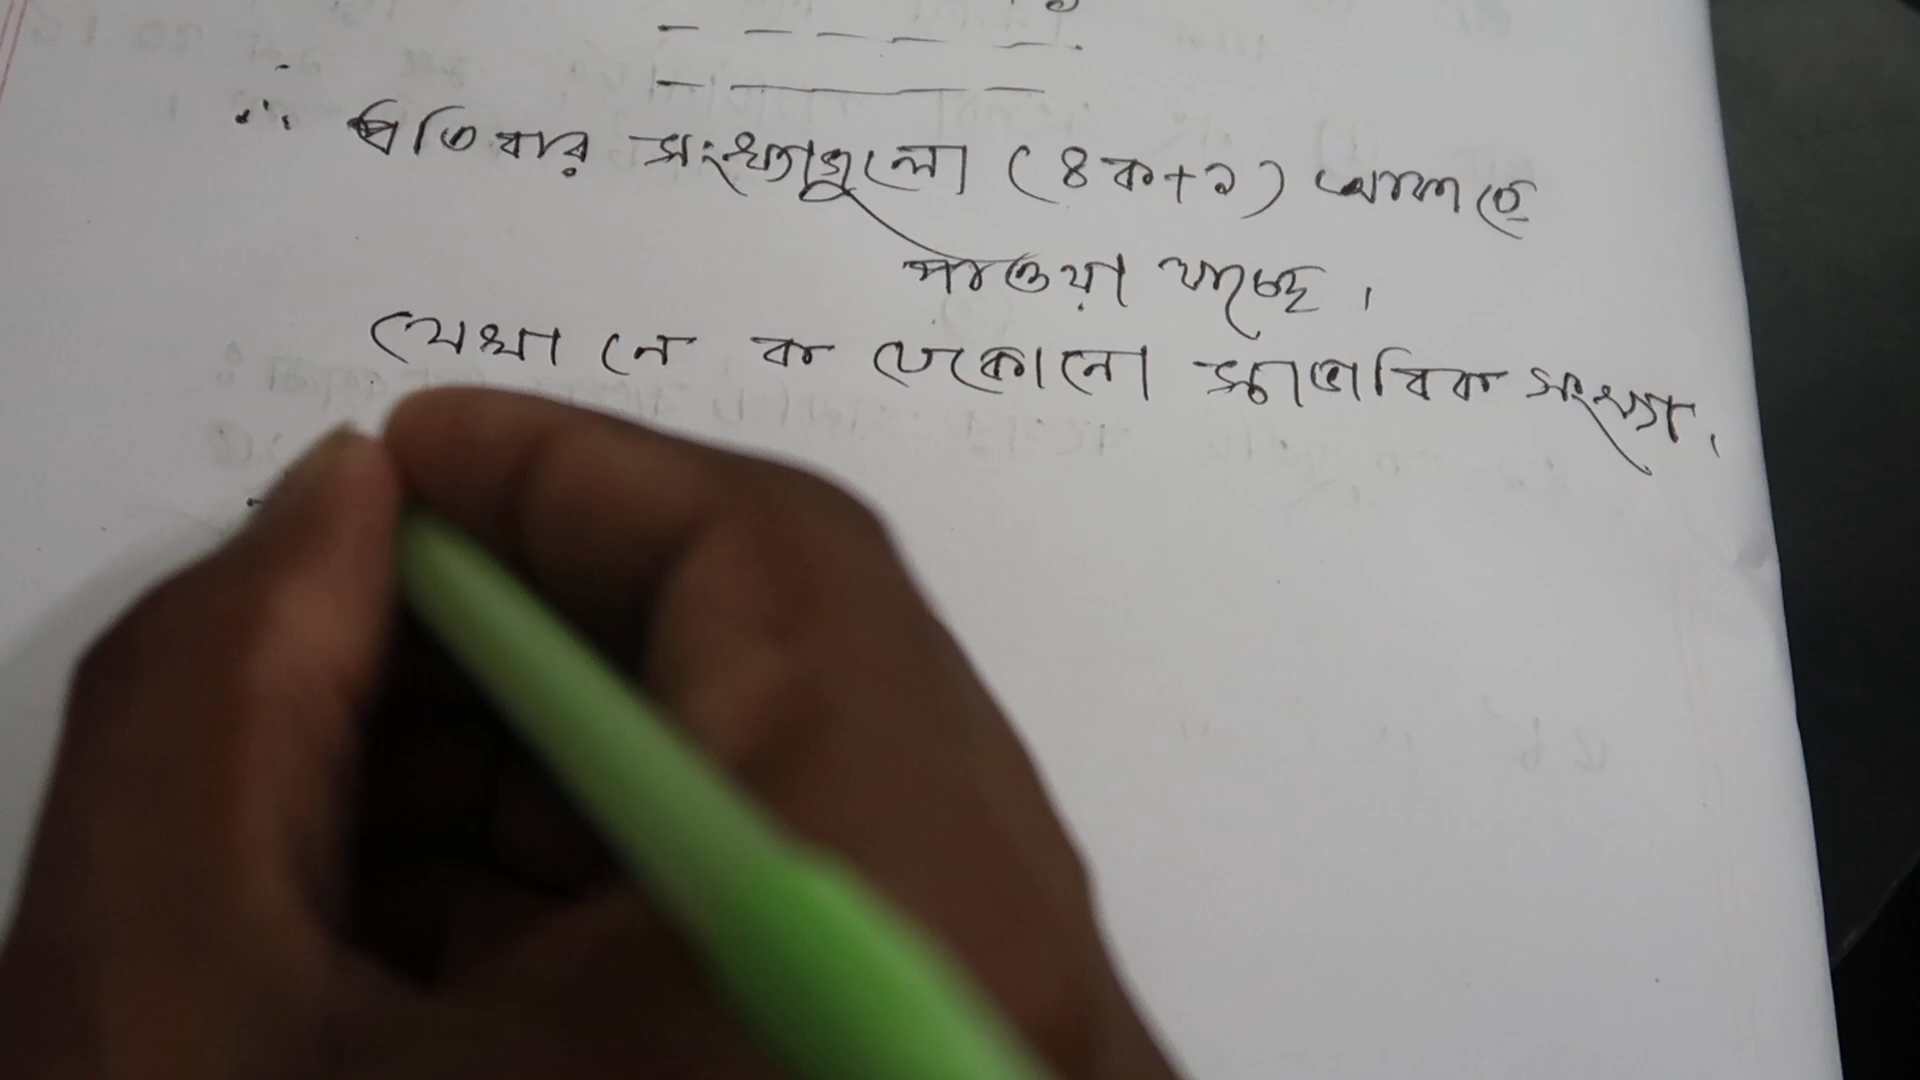 ∴ প্রতিবার সংখ্যাগুলো (৪ক+১) আকারে
পাওয়া যাচ্ছে।
যেখানে ক যেকোনো স্বাভাবিক সংখ্যা।